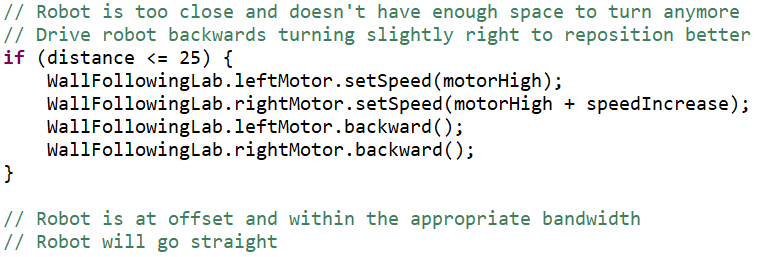 // Robot is too close and doesn't have enough space to turn anymore
// Drive robot backwards turning slightly right to reposition better
if (distance <= 25) {
    WallFollowingLab.leftMotor.setSpeed(motorHigh);
    WallFollowingLab.rightMotor.setSpeed(motorHigh + speedIncrease);
    WallFollowingLab.leftMotor.backward();
    WallFollowingLab.rightMotor.backward();
}

// Robot is at offset and within the appropriate bandwidth
// Robot will go straight